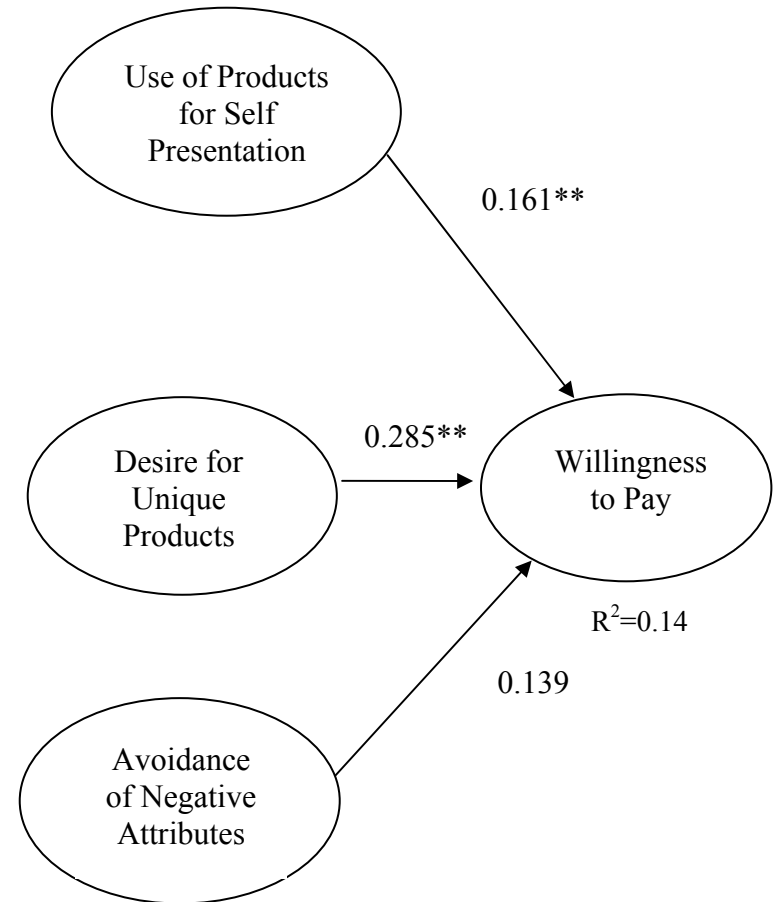 Use of Products
for Self
Presentation
0.161**
0.285**
Desire for
Unique
Products
Willingness
to Pay
R²=0.14
0.139
Avoidance
of Negative
Attributes